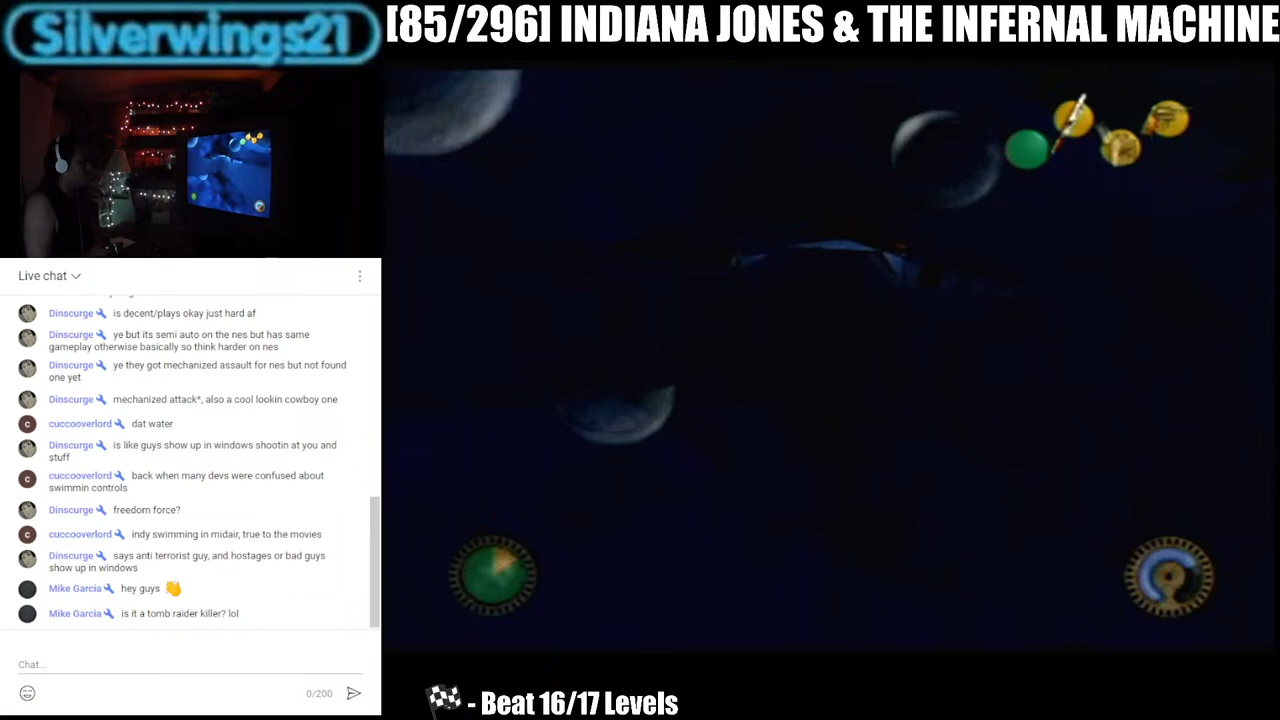 Silverwings21
[85/296] INDIANA JONES & THE INFERNAL MACHINE
Live chat
Dinscurge is decent/plays okay just hard af
Dinscurge ye but its semi auto on the nes but has same
gameplay otherwise basically so think harder on nes
Dinscurge ye they got mechanized assault for nes but not found
one yet
Dinscurge mechanized attack*, also a cool lookin cowboy one
c cuccooverlord dat water
Dinscurge is like guys show up in windows shootin at you and
stuff
c cuccooverlord back when many devs were confused about
swimmin controls
Dinscurge freedom force?
c cuccooverlord indy swimming in midair, true to the movies
Dinscurge says anti terrorist guy, and hostages or bad guys
show up in windows
Mike Garcia hey guys
Mike Garcia is it a tomb raider killer? lol
Chat...
0/200
- Beat 16/17 Levels